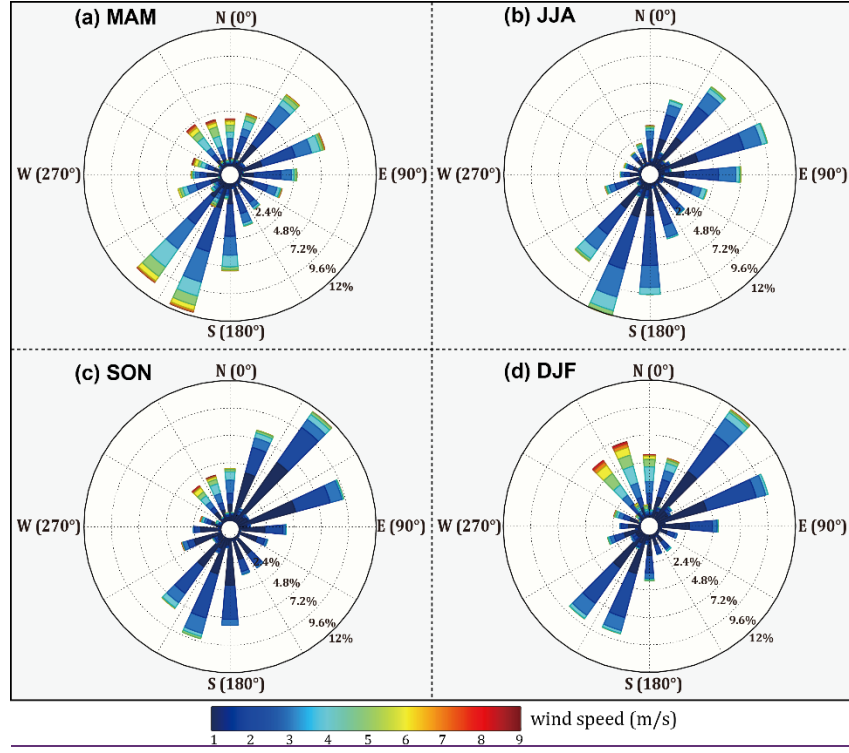 (a) MAM
N (0°)
W (270°)
E (90°)
2.4%
4.8%
7.2%
9.6%
12%
S (180°)
(b) JJA
N (0°)
W (270°)
E (90°)
2.4%
4.8%
7.2%
9.6%
12%
S (180°)
(c) SON
N (0°)
W (270°)
E (90°)
2.4%
4.8%
7.2%
9.6%
12%
S (180°)
(d) DJF
N (0°)
W (270°)
E (90°)
2.4%
4.8%
7.2%
9.6%
12%
S (180°)
wind speed (m/s)
1 2 3 4 5 6 7 8 9